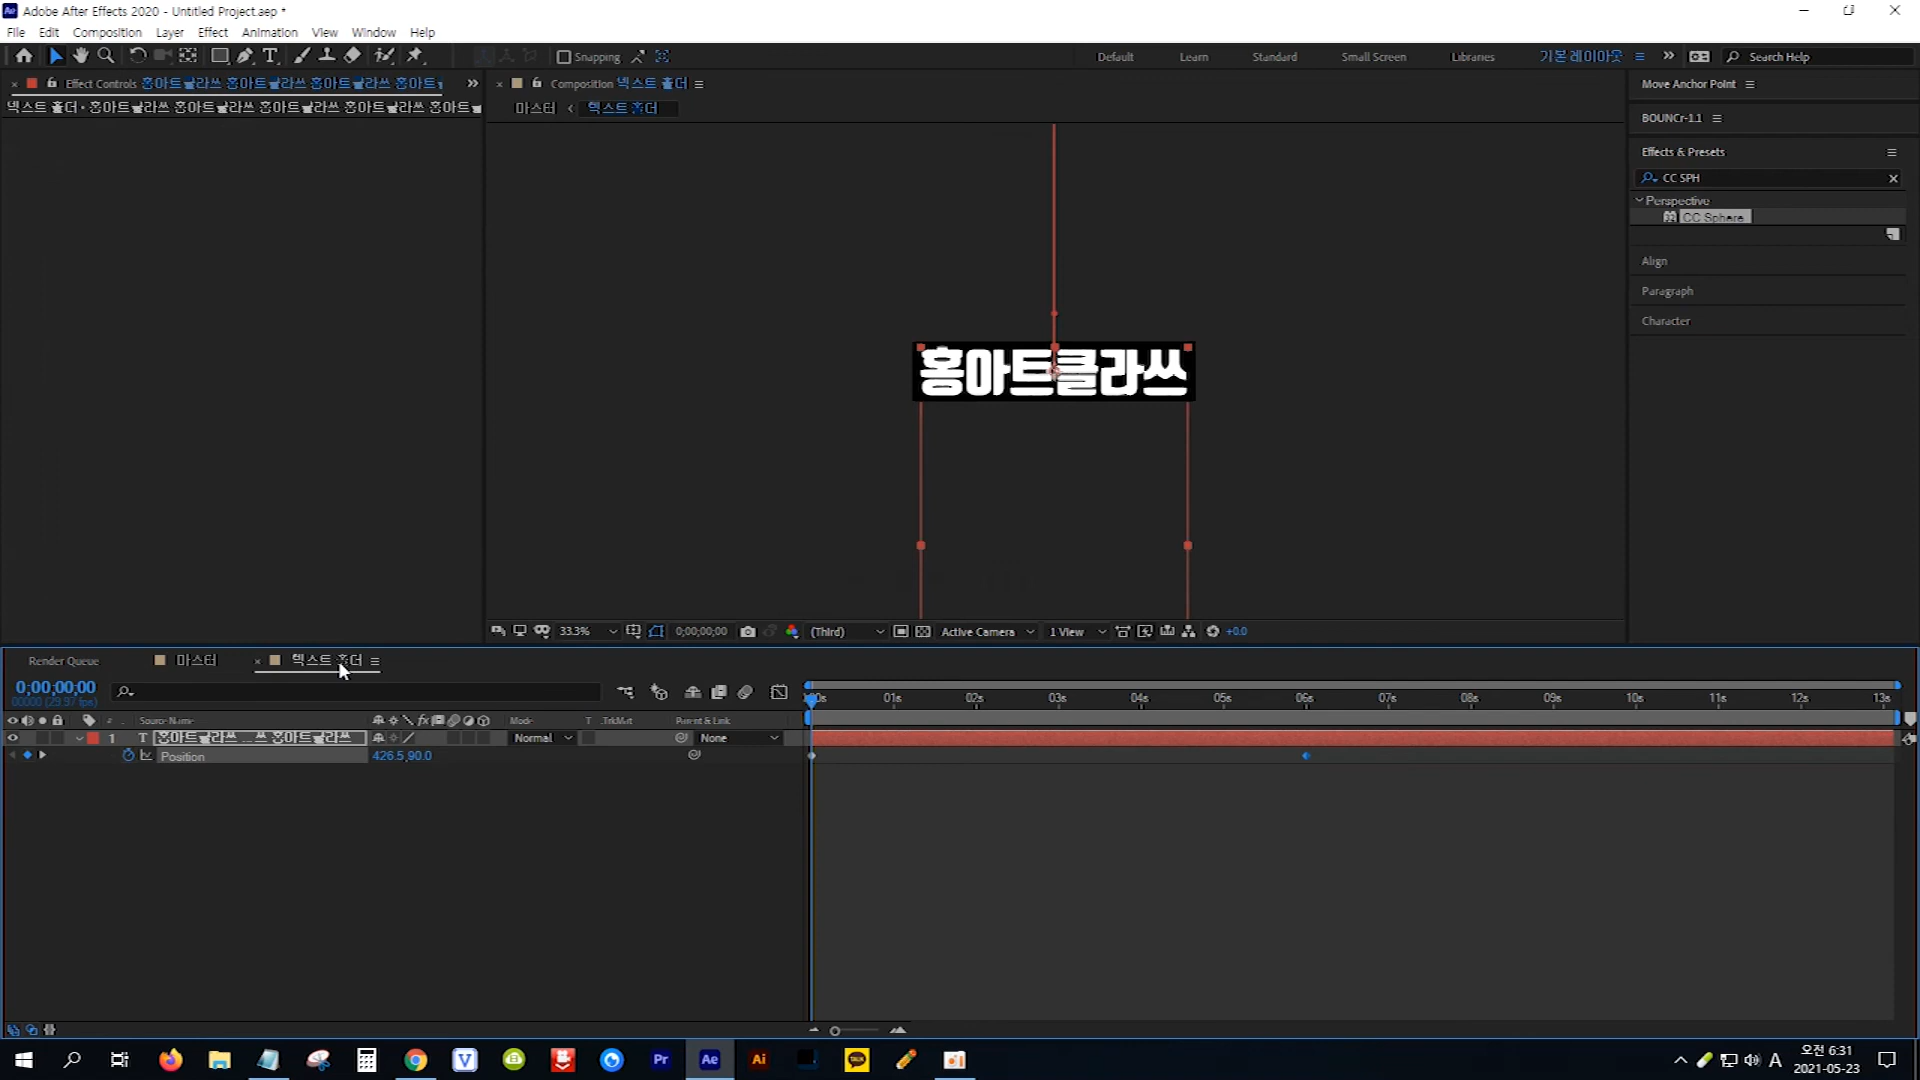 Adobe After Effects 2020 - Untitled Project.aep *
File Edit Composition Layer Effect Animation View Window Help
Snapping
Default Learn Standard Small Screen Libraries 기본 레이아웃
Search Help
Effect Controls 홍아트클라쓰 홍아트클라쓰 홍아트클라쓰 홍아트클라쓰
텍스트 홀더 • 홍아트클라쓰 홍아트클라쓰 홍아트클라쓰 홍아트클라쓰
Composition 텍스트 홀더
마스터 < 텍스트 홀더
홍아트클라쓰
Move Anchor Point
BOUNCr-1.1
Effects & Presets
CC SPH
Perspective
CC Sphere
Align
Paragraph
Character
33.3% 0;00;00;00 (Third) Active Camera 1 View +0.0
Render Queue 마스터 텍스트 홀더
0;00;00;00
00000 (29.97 fps)
01s 02s 03s 04s 05s 06s 07s 08s 09s 10s 11s 12s 13s
# Source Name Mode T .TrkMat Parent & Link
1 T 홍아트클라쓰 ...쓰 홍아트클라쓰 Normal None
Position 426.5,90.0
Pr Ae Ai TALK A
오전 6:31
2021-05-23